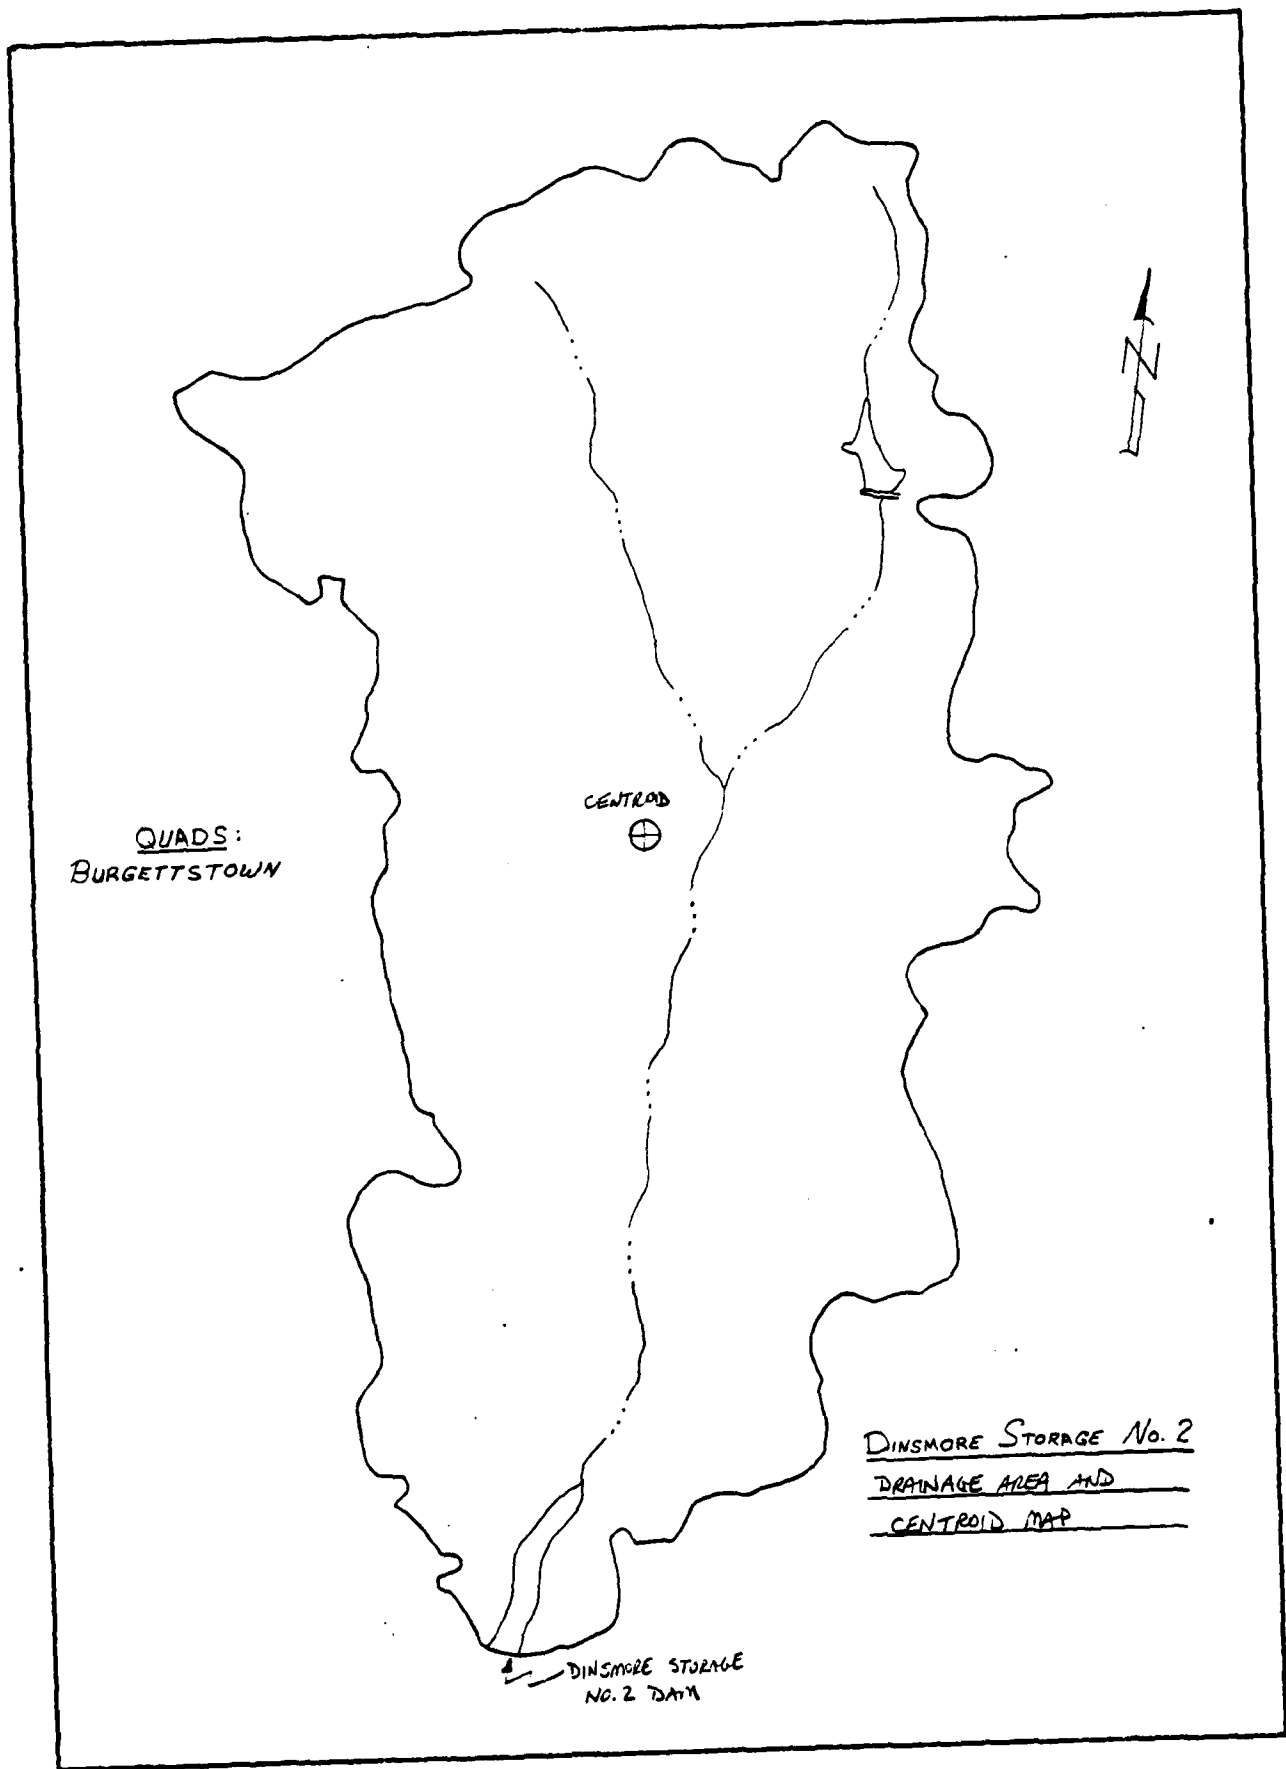 N
CENTROID
QUADS:
BURGETTSTOWN
DINSMORE STORAGE No. 2
DRAINAGE AREA AND
CENTROID MAP
DINSMORE STORAGE
NO. 2 DAM